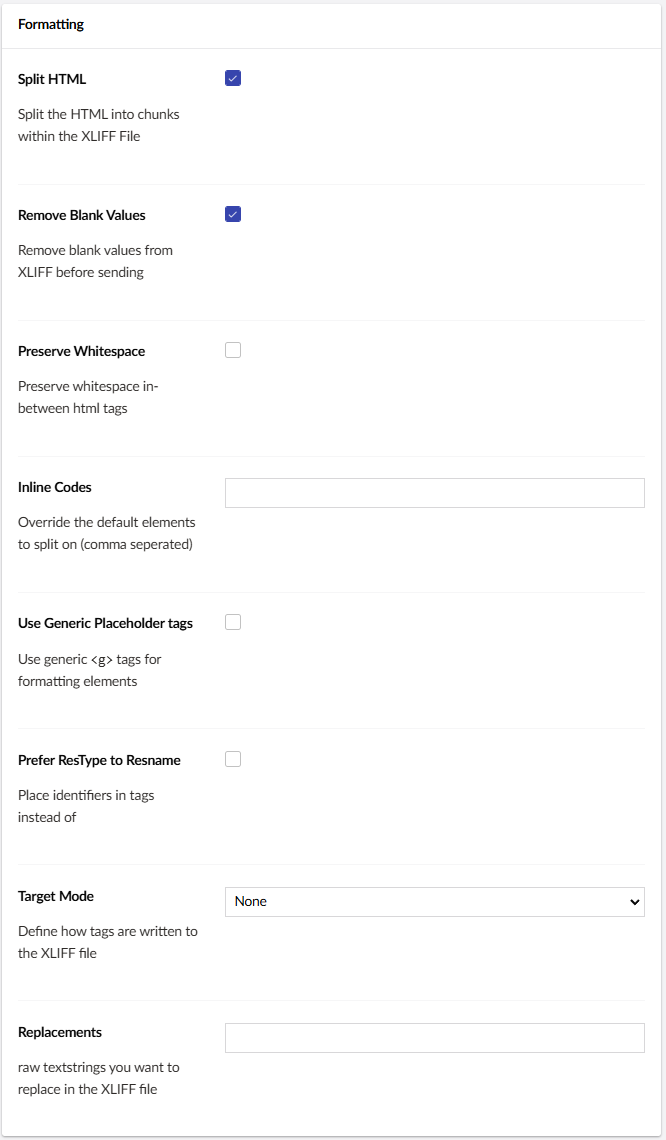 Formatting
Split HTML
Split the HTML into chunks
within the XLIFF File
Remove Blank Values
Remove blank values from
XLIFF before sending
Preserve Whitespace
Preserve whitespace in-
between html tags
Inline Codes
Override the default elements
to split on (comma seperated)
Use Generic Placeholder tags
Use generic <g> tags for
formatting elements
Prefer ResType to Resname
Place identifiers in tags
instead of
Target Mode
None
Define how tags are written to
the XLIFF file
Replacements
raw textstrings you want to
replace in the XLIFF file